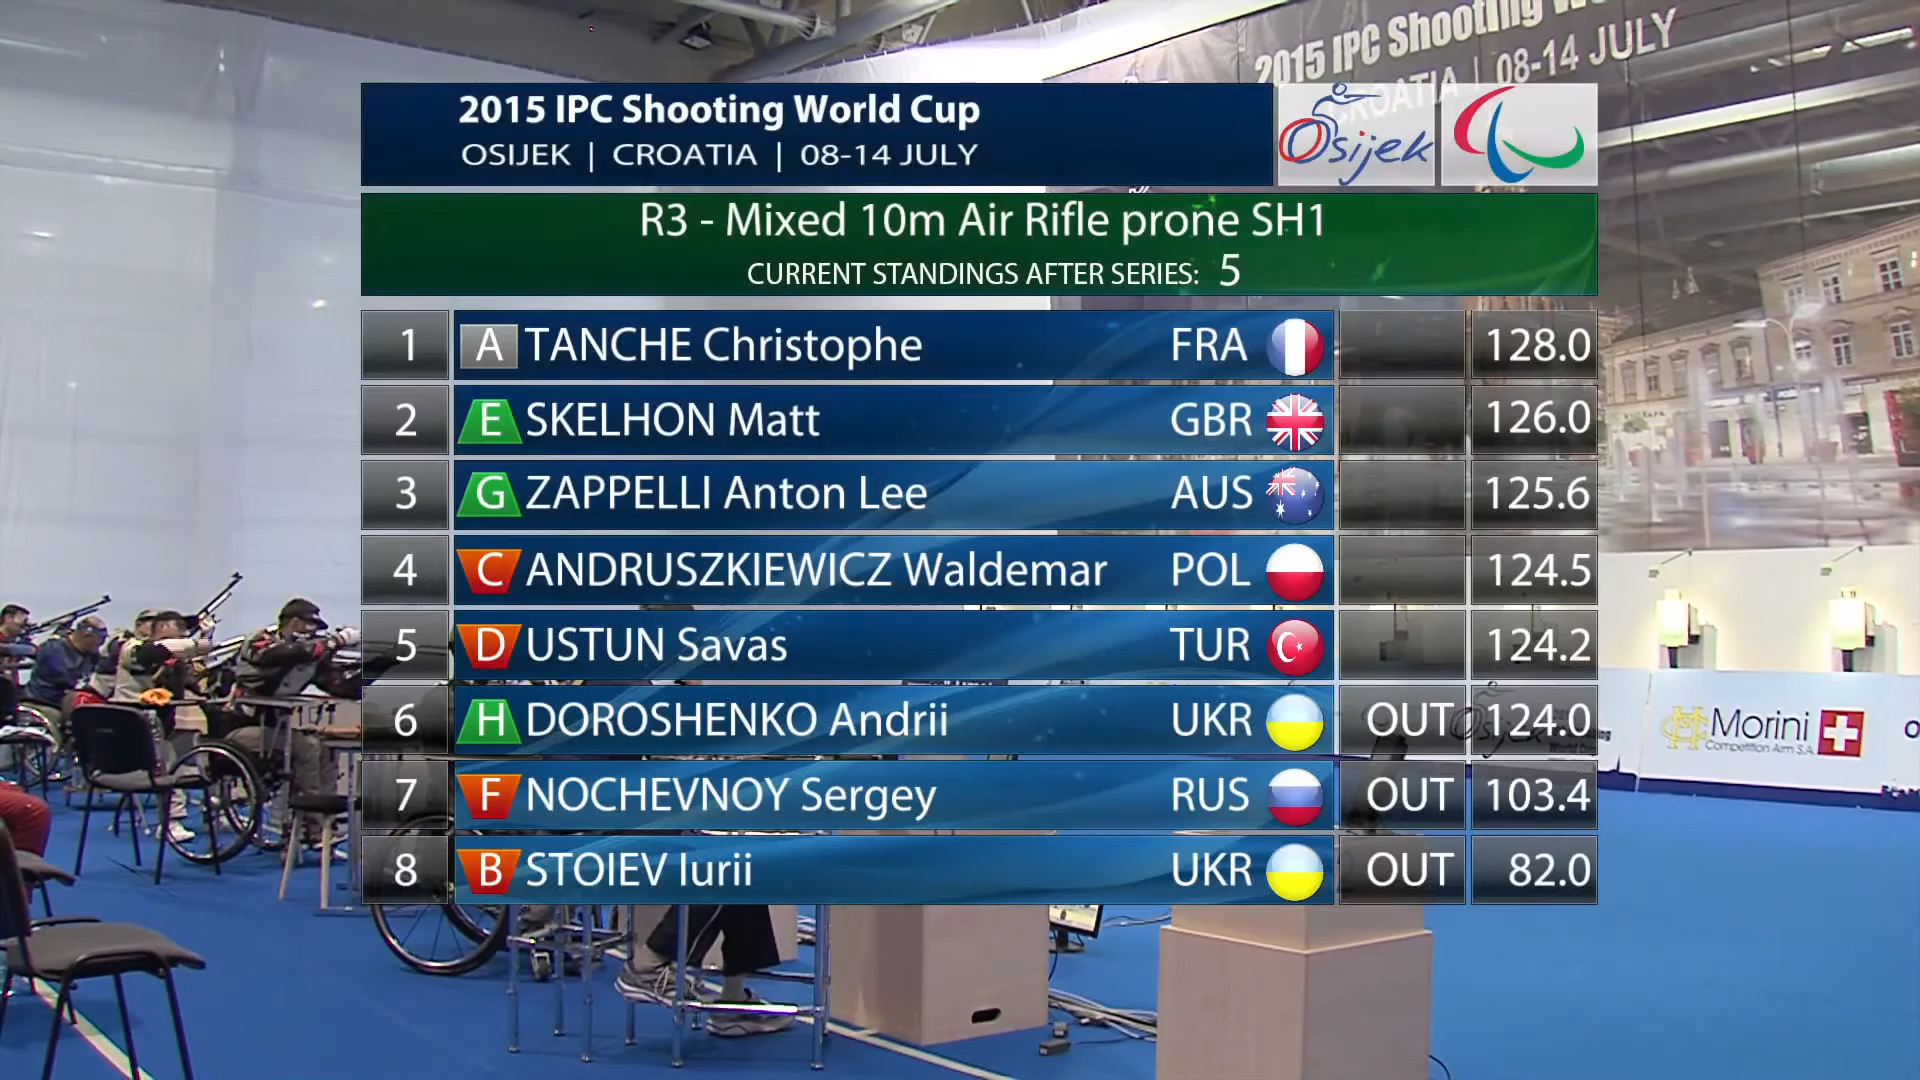 2015 IPC Shooting W
CROATIA | 08-14 JULY
2015 IPC Shooting World Cup
OSIJEK | CROATIA | 08-14 JULY
Osijek
R3 - Mixed 10m Air Rifle prone SH1
CURRENT STANDINGS AFTER SERIES: 5
1 A TANCHE Christophe FRA 128.0
2 E SKELHON Matt GBR 126.0
3 G ZAPPELLI Anton Lee AUS 125.6
4 C ANDRUSZKIEWICZ Waldemar POL 124.5
5 D USTUN Savas TUR 124.2
6 H DOROSHENKO Andrii UKR OUT 124.0
7 F NOCHEVNOY Sergey RUS OUT 103.4
8 B STOIEV Iurii UKR OUT 82.0
Morini
Competition Arm S.A.